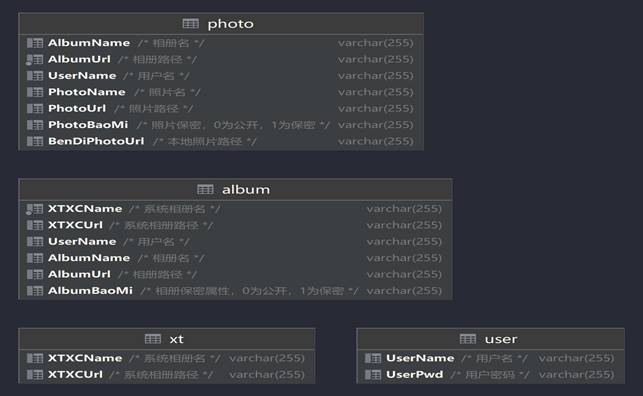 photo
AlbumName /* 相册名 */ varchar(255)
AlbumUrl /* 相册路径 */ varchar(255)
UserName /* 用户名 */ varchar(255)
PhotoName /* 照片名 */ varchar(255)
PhotoUrl /* 照片路径 */ varchar(255)
PhotoBaoMi /* 照片保密，0为公开，1为保密 */ varchar(255)
BenDiPhotoUrl /* 本地照片路径 */ varchar(255)
album
XTXCName /* 系统相册名 */ varchar(255)
XTXCUrl /* 系统相册路径 */ varchar(255)
UserName /* 用户名 */ varchar(255)
AlbumName /* 相册名 */ varchar(255)
AlbumUrl /* 相册路径 */ varchar(255)
AlbumBaoMi /* 相册保密属性，0为公开，1为保密 */ varchar(255)
xt
XTXCName /* 系统相册名 */ varchar(255)
XTXCUrl /* 系统相册路径 */ varchar(255)
user
UserName /* 用户名 */ varchar(255)
UserPwd /* 用户密码 */ varchar(255)